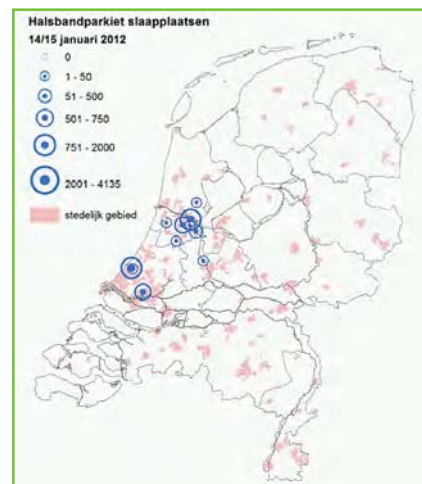 Halsbandparkiet slaapplaatsen
14/15 januari 2012
0
1 - 50
51 - 500
501 - 750
751 - 2000
2001 - 4135
stedelijk gebied